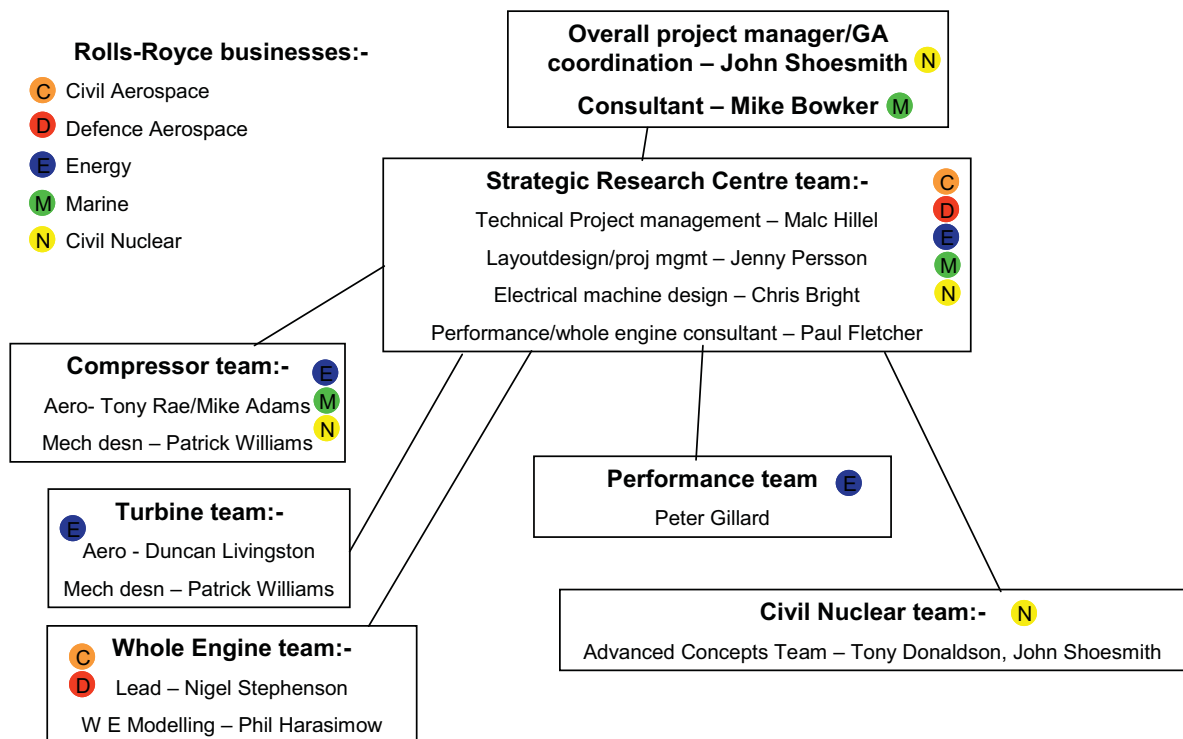 Rolls-Royce businesses:-
C Civil Aerospace
D Defence Aerospace
E Energy
M Marine
N Civil Nuclear
Overall project manager/GA
coordination – John Shoesmith N
Consultant – Mike Bowker M
Strategic Research Centre team:- C
Technical Project management – Malc Hillel D
E
Layoutdesign/proj mgmt – Jenny Persson M
Electrical machine design – Chris Bright N
Performance/whole engine consultant – Paul Fletcher
Compressor team:- E
Aero- Tony Rae/Mike Adams M
Mech desn – Patrick Williams N
Turbine team:-
E
Aero - Duncan Livingston
Mech desn – Patrick Williams
Whole Engine team:-
C
D Lead – Nigel Stephenson
W E Modelling – Phil Harasimow
Performance team E
Peter Gillard
Civil Nuclear team:- N
Advanced Concepts Team – Tony Donaldson, John Shoesmith